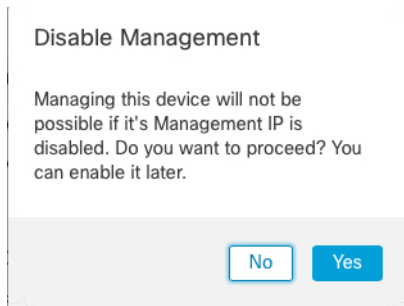 Disable Management
Managing this device will not be
possible if it's Management IP is
disabled. Do you want to proceed? You
can enable it later.
No
Yes